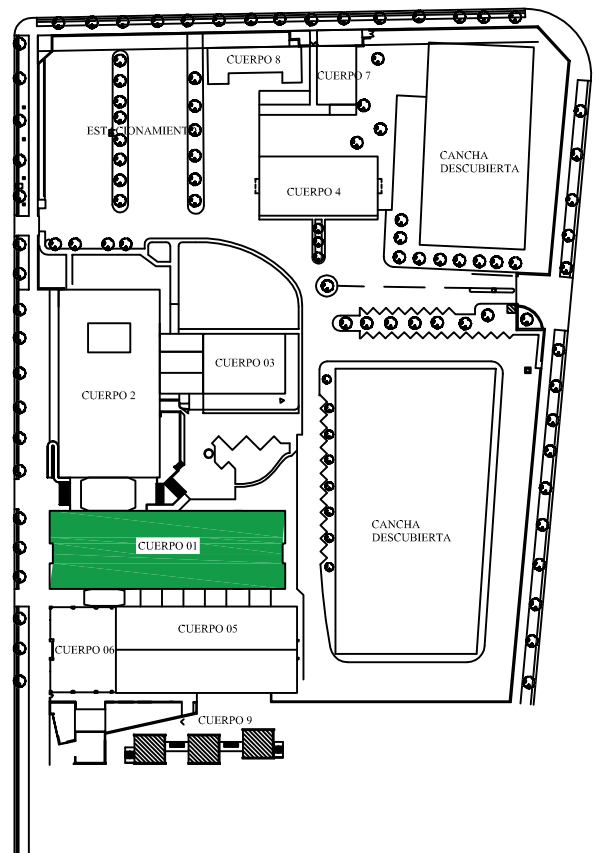 CUERPO 8
CUERPO 7
ESTACIONAMIENTO
CANCHA
DESCUBIERTA
CUERPO 4
CUERPO 03
CUERPO 2
CANCHA
DESCUBIERTA
CUERPO 01
CUERPO 05
CUERPO 06
CUERPO 9